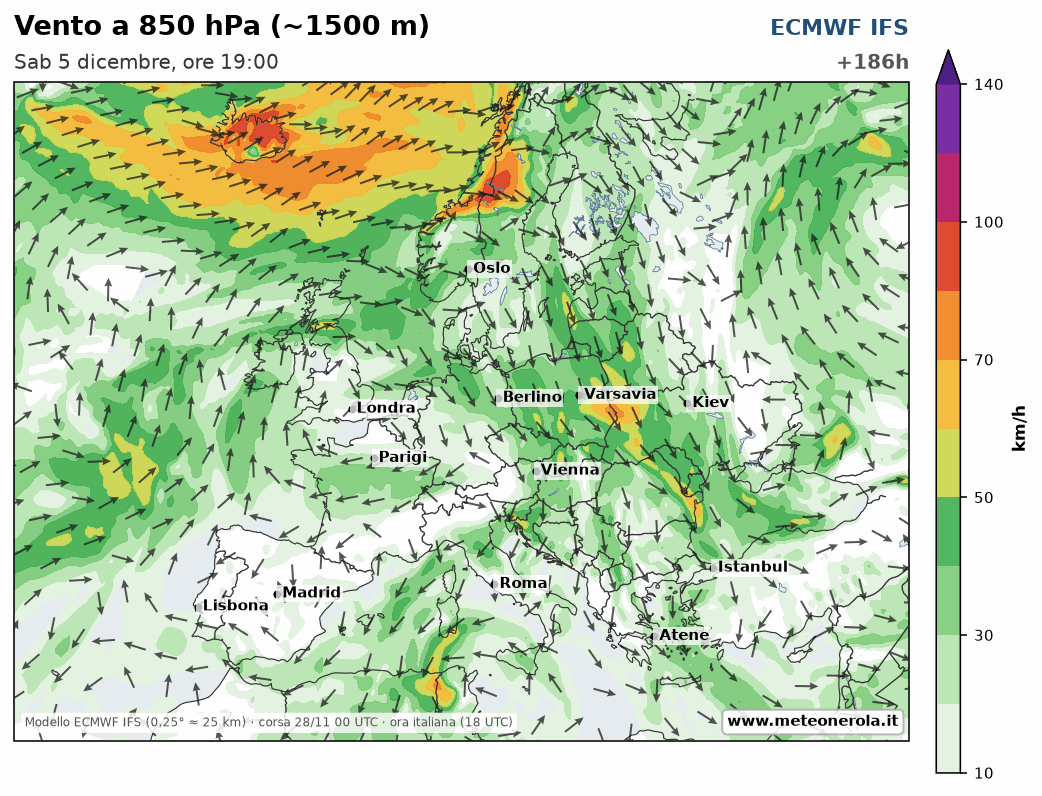 Vento a 850 hPa (~1500 m)
ECMWF IFS
Sab 5 dicembre, ore 19:00
+186h
140
100
70
50
30
10
km/h
Oslo
Berlino
Varsavia
Kiev
Londra
Parigi
Vienna
Istanbul
Roma
Madrid
Lisbona
Atene
Modello ECMWF IFS (0,25° ≈ 25 km) · corsa 28/11 00 UTC · ora italiana (18 UTC)
www.meteonerola.it